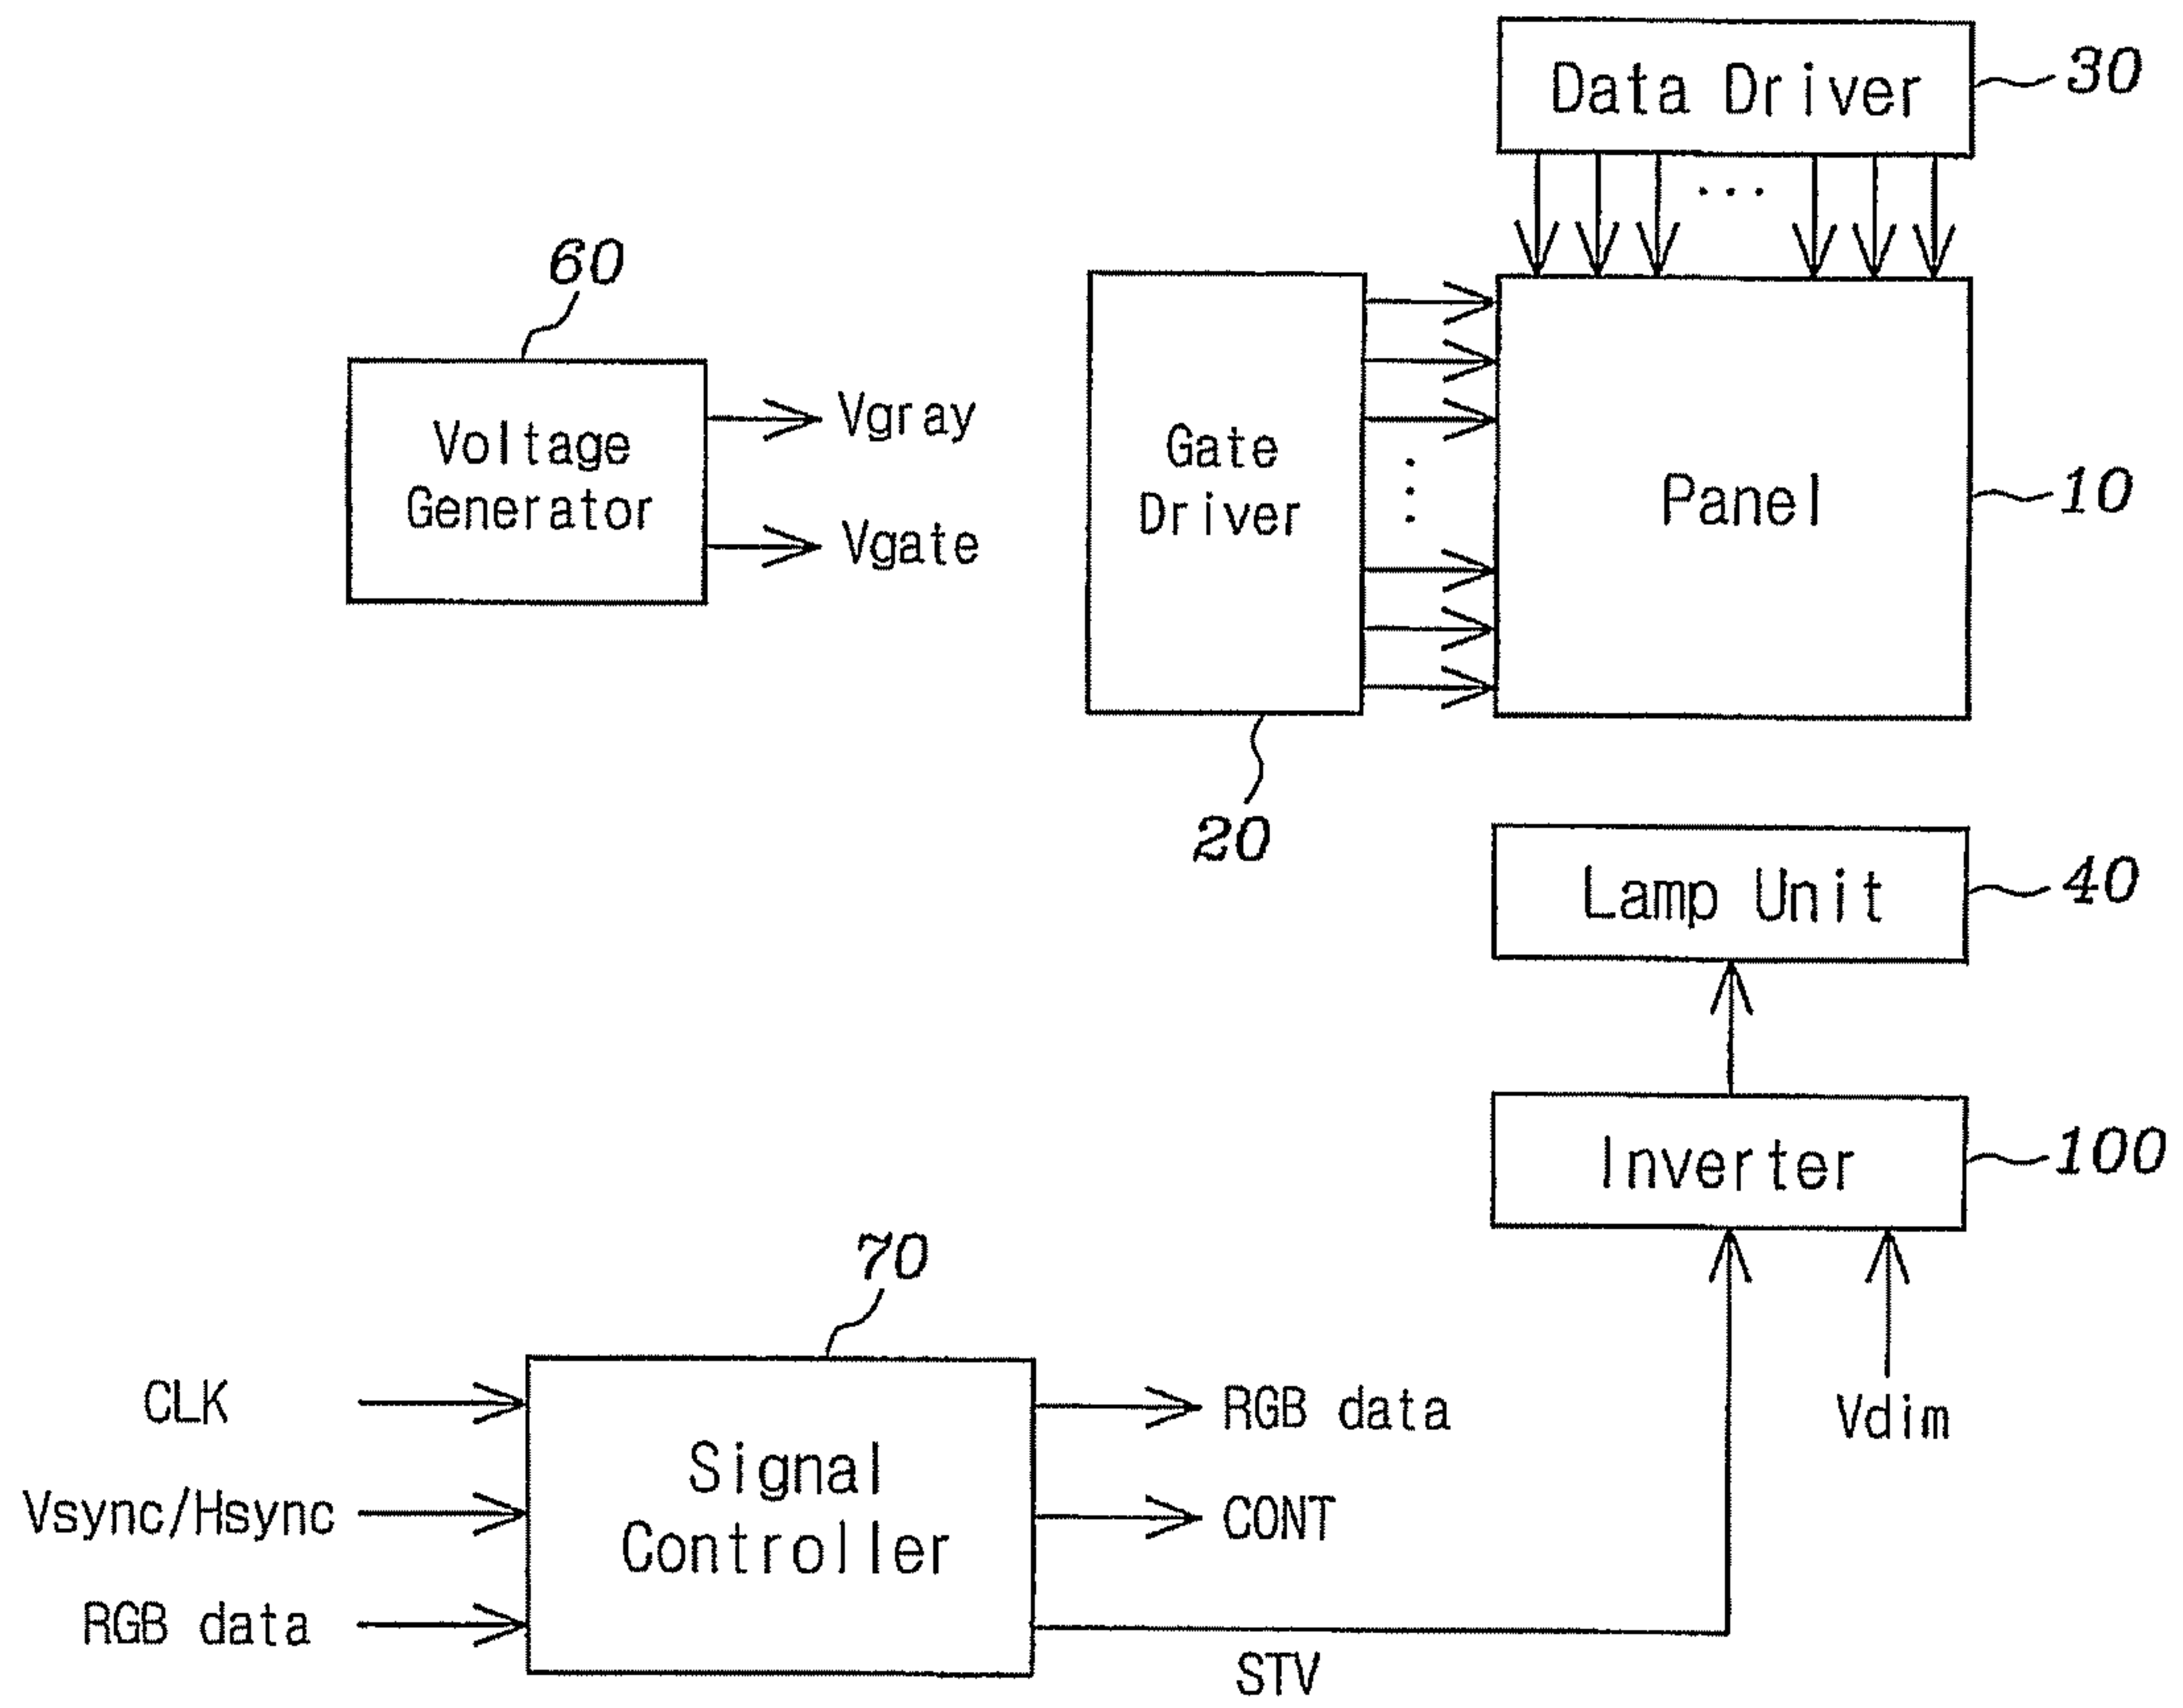 Data Driver
30
60
Voltage
Generator
Vgray
Vgate
Gate
Driver
Panel
10
20
Lamp Unit
40
Inverter
100
70
CLK
Vsync/Hsync
RGB data
Signal
Controller
RGB data
CONT
STV
Vdim